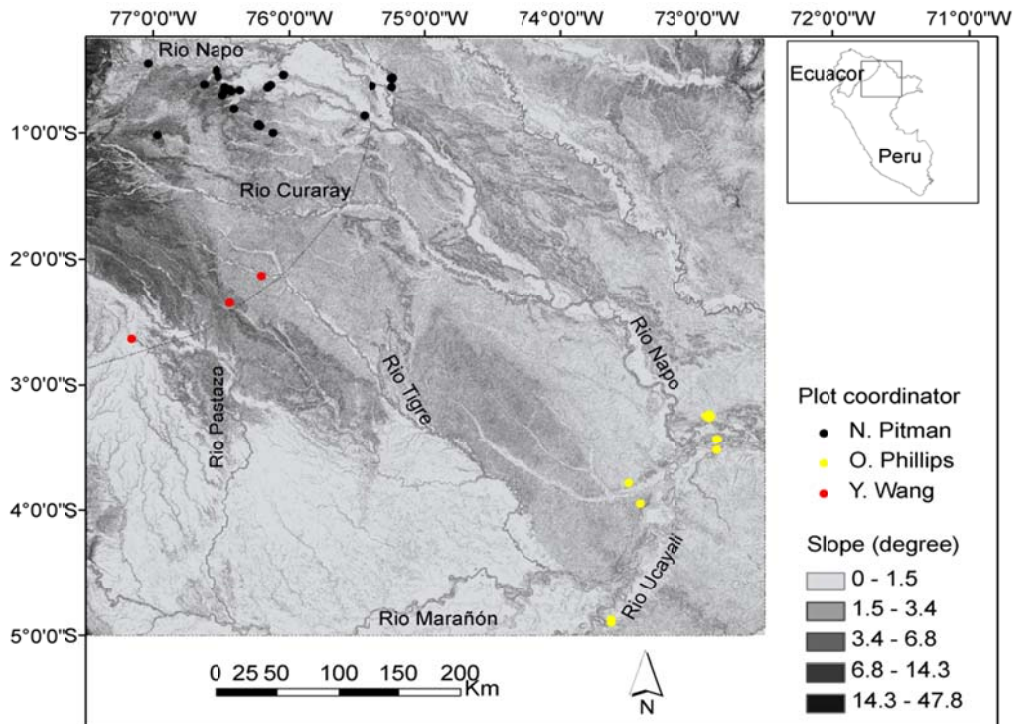 77°0'0"W 76°0'0"W 75°0'0"W 74°0'0"W 73°0'0"W 72°0'0"W 71°0'0"W
Rio Napo
Ecuacor
Peru
1°0'0"S
Rio Curaray
2°0'0"S
Rio Napo
3°0'0"S
Rio Pastazo
Rio Tigre
Plot coordinator
N. Pitman
O. Phillips
Y. Wang
4°0'0"S
Rio Ucayali
Slope (degree)
0 - 1.5
1.5 - 3.4
3.4 - 6.8
6.8 - 14.3
14.3 - 47.8
Rio Marañón
5°0'0"S
0 25 50 100 150 200
Km
N